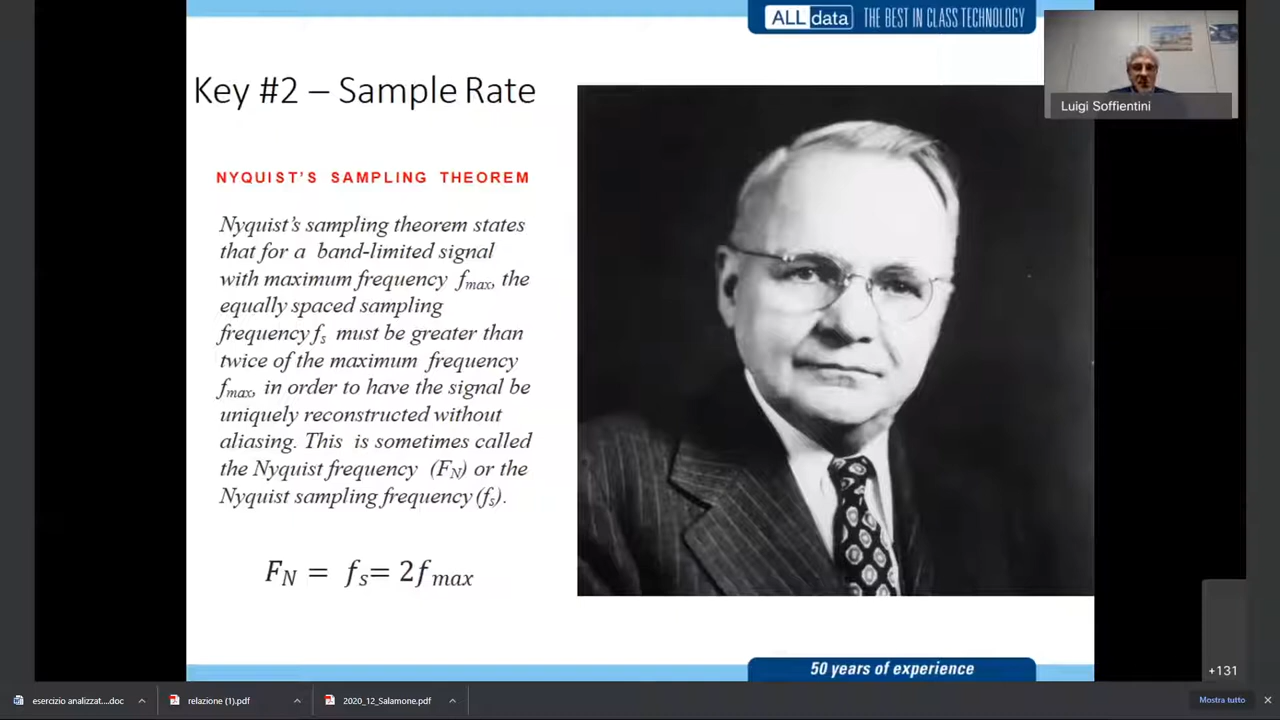 ALL data THE BEST IN CLASS TECHNOLOGY
Luigi Soffientini
Key #2 – Sample Rate
NYQUIST'S SAMPLING THEOREM
Nyquist's sampling theorem states
that for a band-limited signal
with maximum frequency fmax, the
equally spaced sampling
frequency fs must be greater than
twice of the maximum frequency
fmax, in order to have the signal be
uniquely reconstructed without
aliasing. This is sometimes called
the Nyquist frequency (FN) or the
Nyquist sampling frequency (fs).
FN = fs= 2fmax
50 years of experience
+131
esercizio analizzat....doc
relazione (1).pdf
2020_12_Salamone.pdf
Mostra tutto